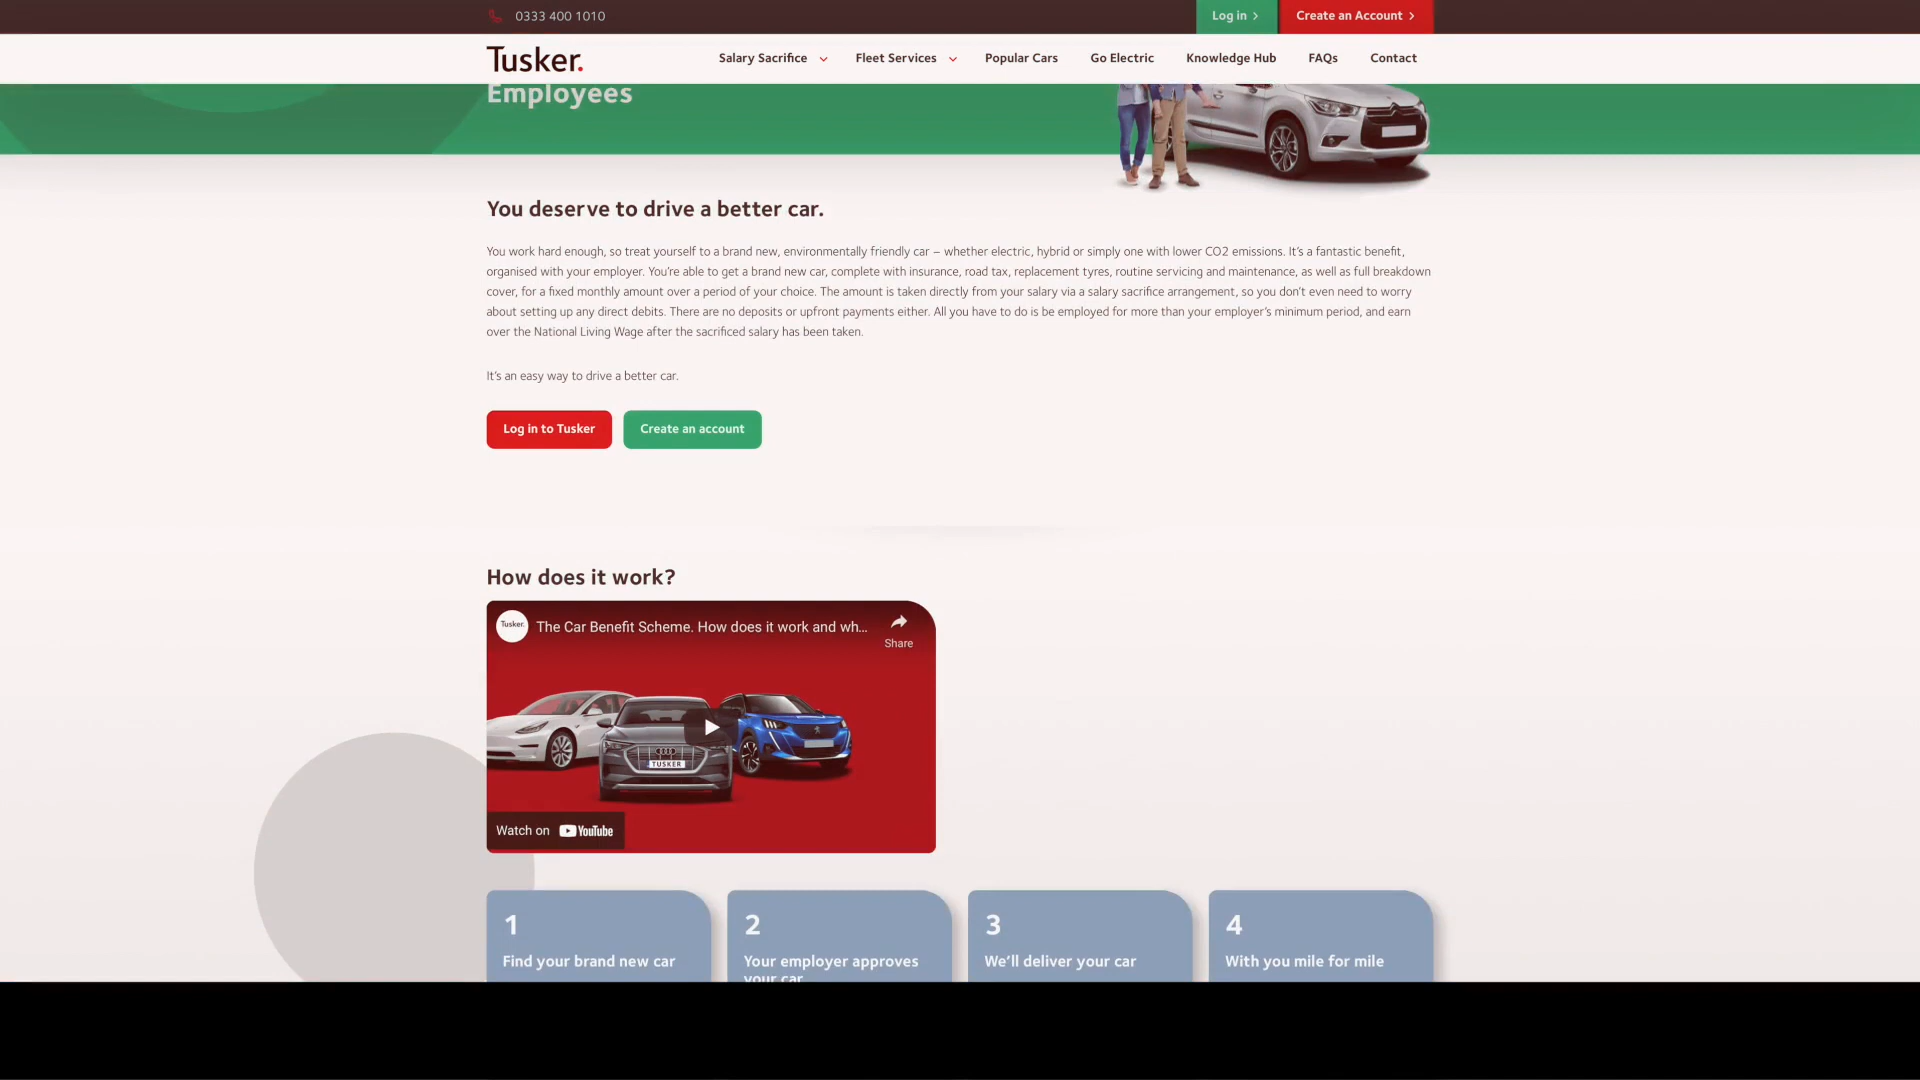 0333 400 1010
Log in
Create an Account
Tusker.
Salary Sacrifice
Fleet Services
Popular Cars
Go Electric
Knowledge Hub
FAQs
Contact
Employees
You deserve to drive a better car.
You work hard enough, so treat yourself to a brand new, environmentally friendly car – whether electric, hybrid or simply one with lower CO2 emissions. It’s a fantastic benefit,
organised with your employer. You’re able to get a brand new car, complete with insurance, road tax, replacement tyres, routine servicing and maintenance, as well as full breakdown
cover, for a fixed monthly amount over a period of your choice. The amount is taken directly from your salary via a salary sacrifice arrangement, so you don’t even need to worry
about setting up any direct debits. There are no deposits or upfront payments either. All you have to do is be employed for more than your employer’s minimum period, and earn
over the National Living Wage after the sacrificed salary has been taken.
It’s an easy way to drive a better car.
Log in to Tusker
Create an account
How does it work?
Tusker.
The Car Benefit Scheme. How does it work and wh...
Share
TUSKER
Watch on YouTube
1
Find your brand new car
2
Your employer approves
your car
3
We’ll deliver your car
4
With you mile for mile